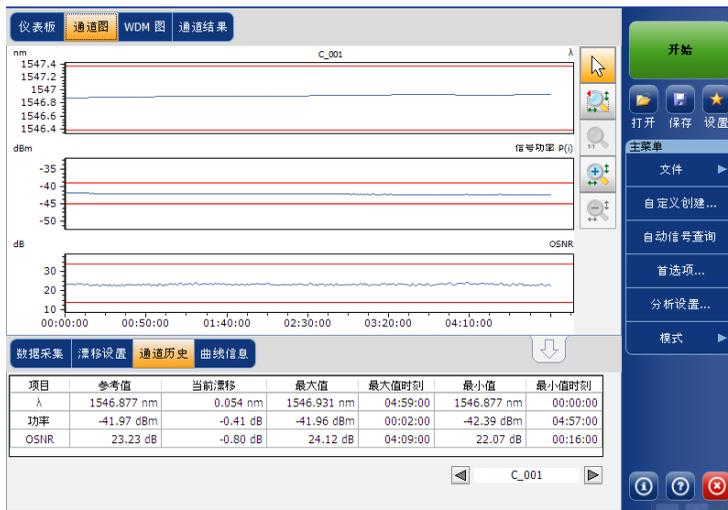 仪表板 通道图 WDM 图 通道结果
nm C_001 λ
1547.4
1547.2
1547
1546.8
1546.6
1546.4
dBm 信号功率 P(i)
-35
-40
-45
-50
dB OSNR
30
20
10
00:00:00 00:50:00 01:40:00 02:30:00 03:20:00 04:10:00
数据采集 漂移设置 通道历史 曲线信息
项目 参考值 当前漂移 最大值 最大值时刻 最小值 最小值时刻
λ 1546.877 nm 0.054 nm 1546.931 nm 04:59:00 1546.877 nm 00:00:00
功率 -41.97 dBm -0.41 dB -41.96 dBm 00:02:00 -42.39 dBm 04:57:00
OSNR 23.23 dB -0.80 dB 24.12 dB 04:09:00 22.07 dB 00:16:00
C_001
开始
打开 保存 设置
主菜单
文件
自定义创建...
自动信号查询
首选项...
分析设置...
模式